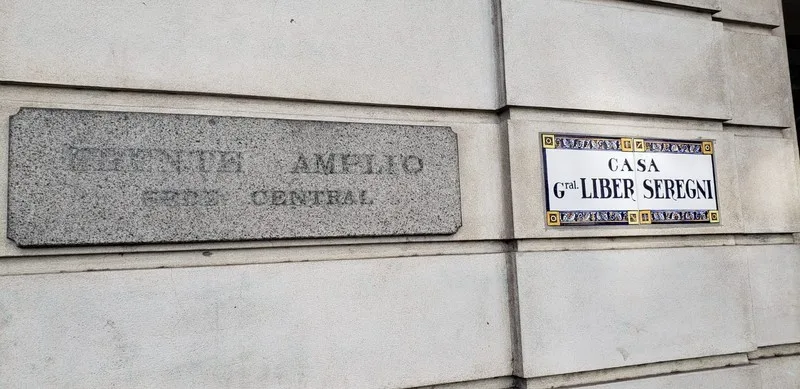 FRENTE AMPLIO
SEDE CENTRAL
CASA
Gral. LIBER SEREGNI